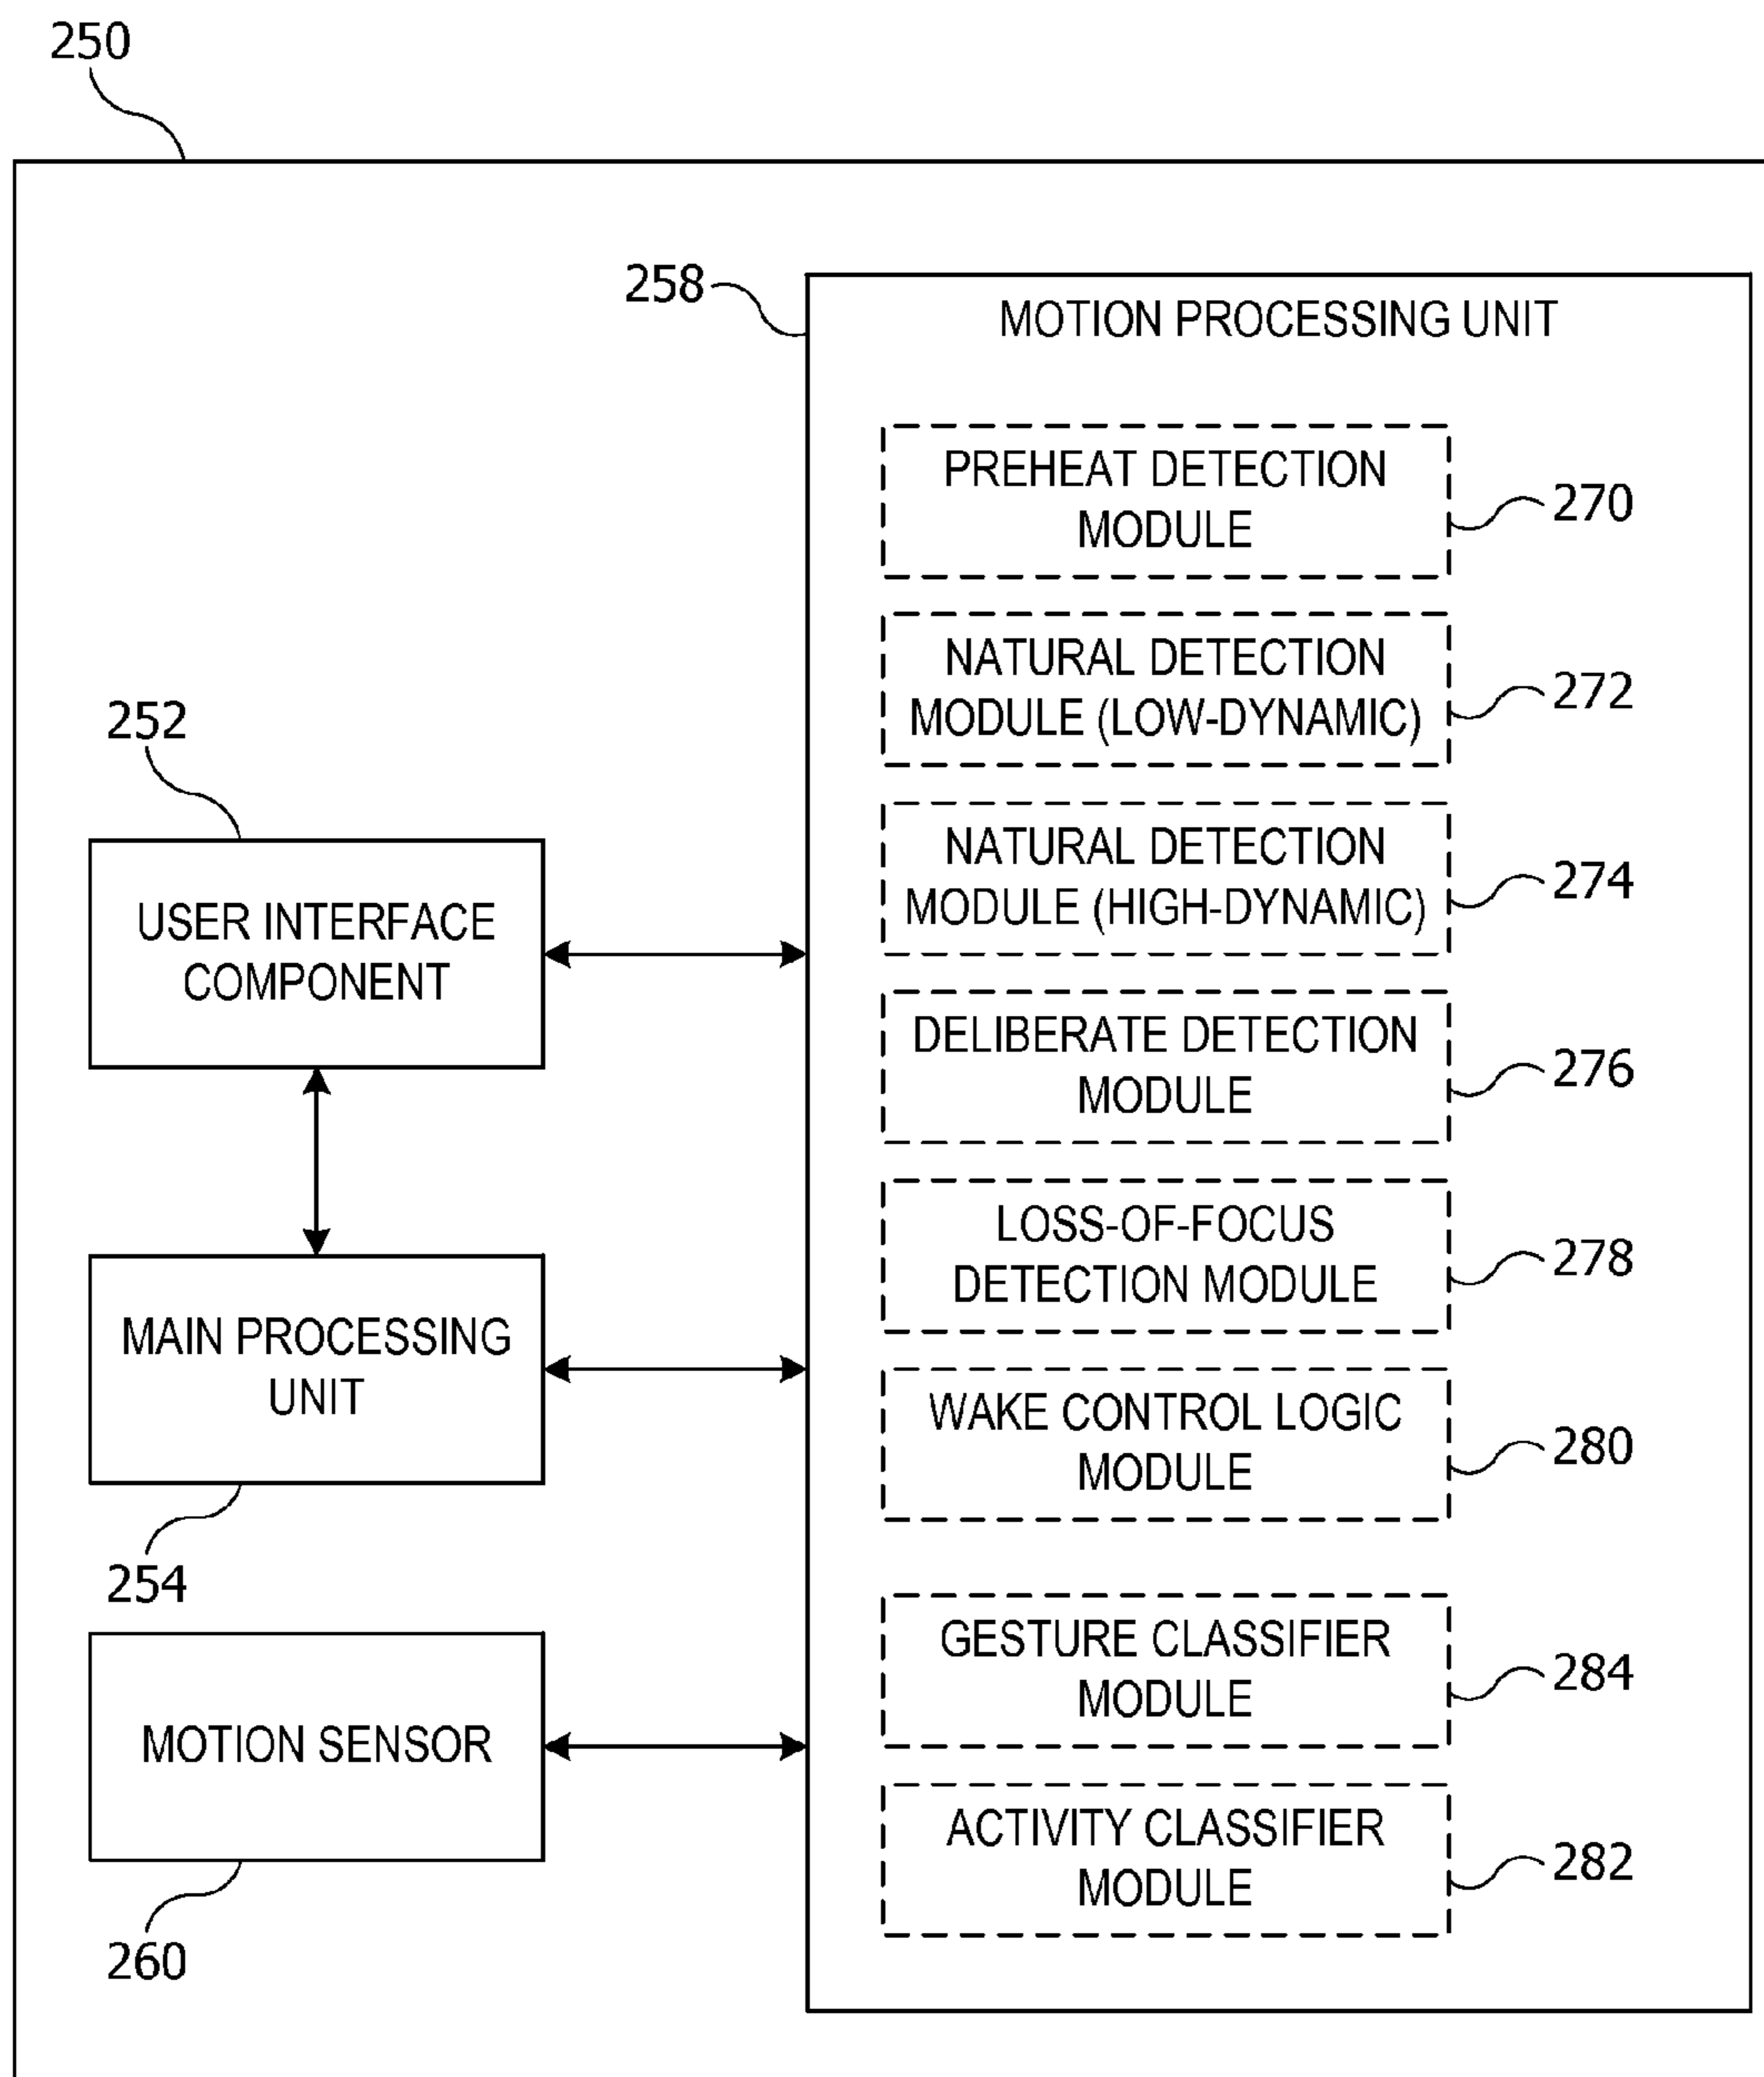 250
258
MOTION PROCESSING UNIT
PREHEAT DETECTION
MODULE
270
NATURAL DETECTION
MODULE (LOW-DYNAMIC)
272
NATURAL DETECTION
MODULE (HIGH-DYNAMIC)
274
DELIBERATE DETECTION
MODULE
276
LOSS-OF-FOCUS
DETECTION MODULE
278
WAKE CONTROL LOGIC
MODULE
280
GESTURE CLASSIFIER
MODULE
284
ACTIVITY CLASSIFIER
MODULE
282
252
USER INTERFACE
COMPONENT
MAIN PROCESSING
UNIT
254
MOTION SENSOR
260